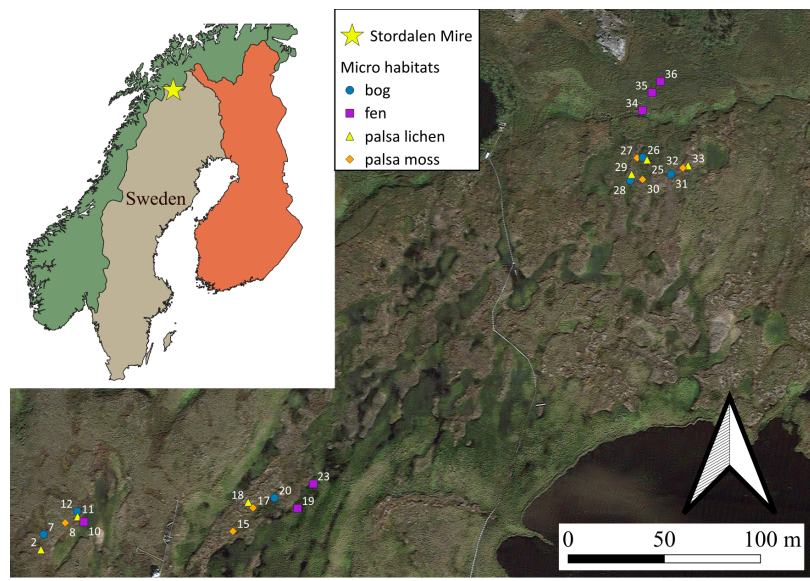 Stordalen Mire
Micro habitats
bog
fen
palsa lichen
palsa moss
Sweden
36
35
34
27 26
32 33
29 25
28 30 31
23
18 17 20
19
15
12
11
7
2 8 10
0 50 100 m